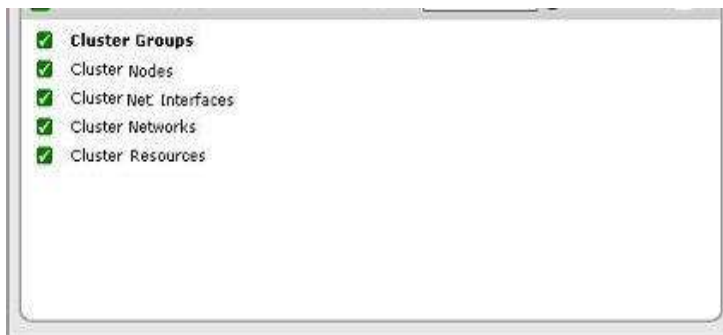 Cluster Groups
Cluster Nodes
Cluster Net. Interfaces
Cluster Networks
Cluster Resources